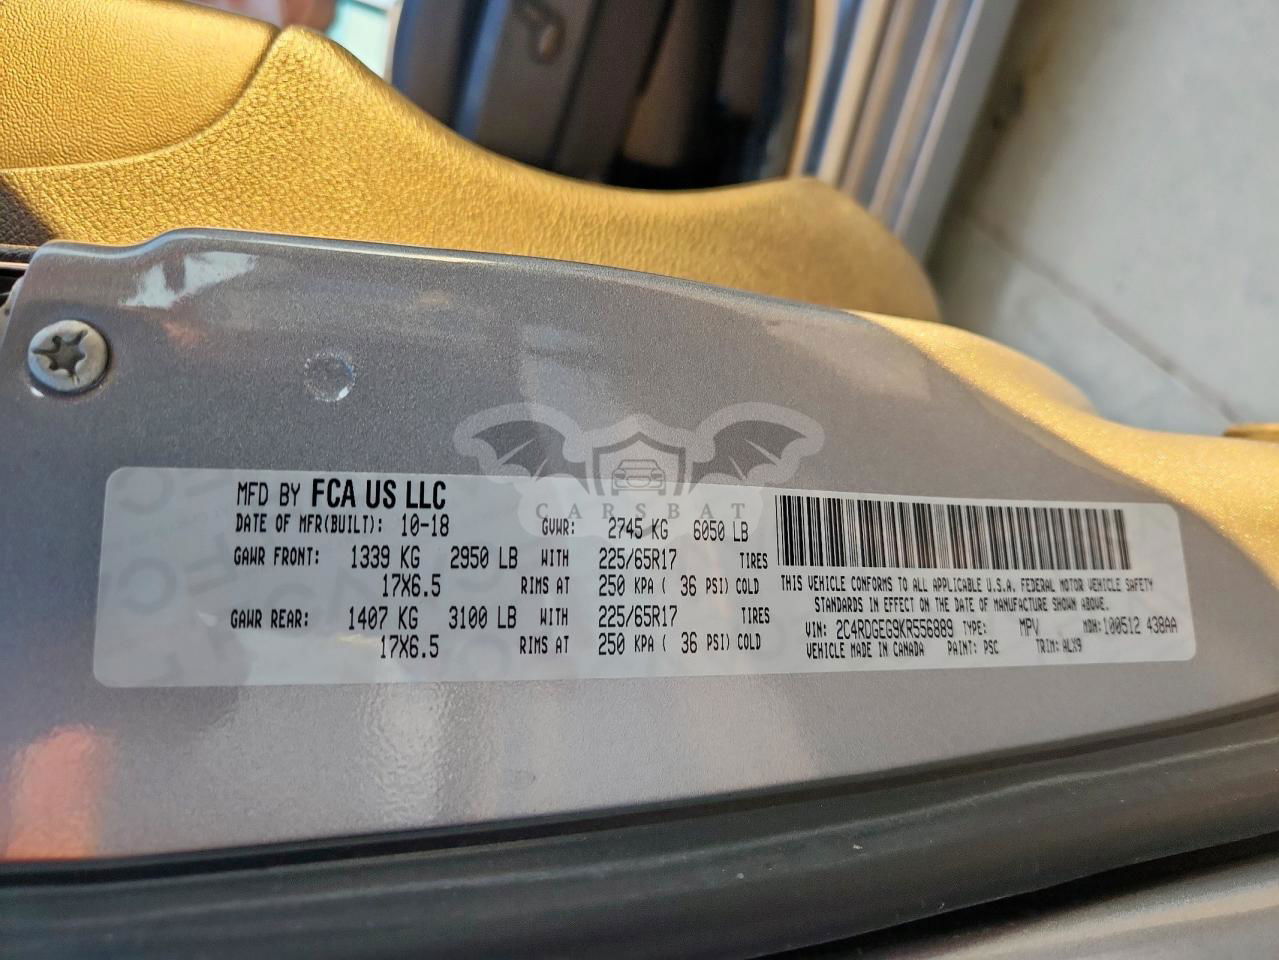 CARSBAT
MFD BY FCA US LLC
DATE OF MFR(BUILT): 10-18 GVWR: 2745 KG 6050 LB
GAWR FRONT: 1339 KG 2950 LB WITH 225/65R17 TIRES
17X6.5 RIMS AT 250 KPA ( 36 PSI) COLD
GAWR REAR: 1407 KG 3100 LB WITH 225/65R17 TIRES
17X6.5 RIMS AT 250 KPA ( 36 PSI) COLD
THIS VEHICLE CONFORMS TO ALL APPLICABLE U.S.A. FEDERAL MOTOR VEHICLE SAFETY
STANDARDS IN EFFECT ON THE DATE OF MANUFACTURE SHOWN ABOVE.
VIN: 2C4RDGEG9KR556889 TYPE: MPV MDH: 100512 438AA
VEHICLE MADE IN CANADA PAINT: PSC TRIM: ALX9